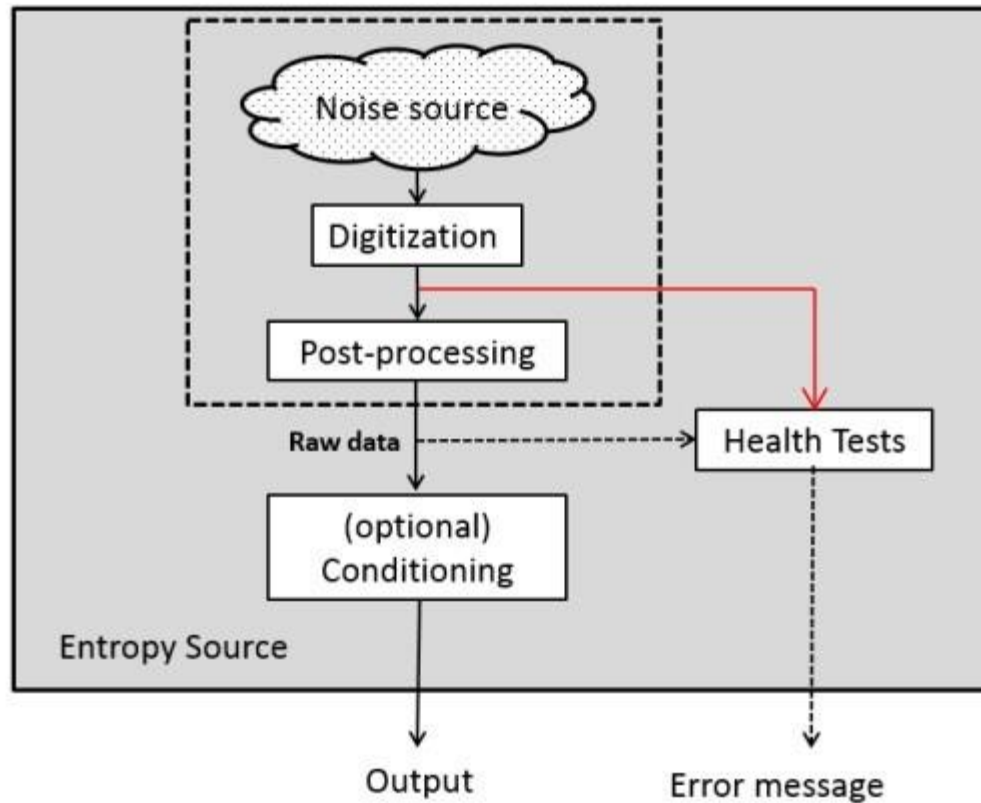 Noise source
Digitization
Post-processing
Raw data
Health Tests
(optional)
Conditioning
Entropy Source
Output
Error message